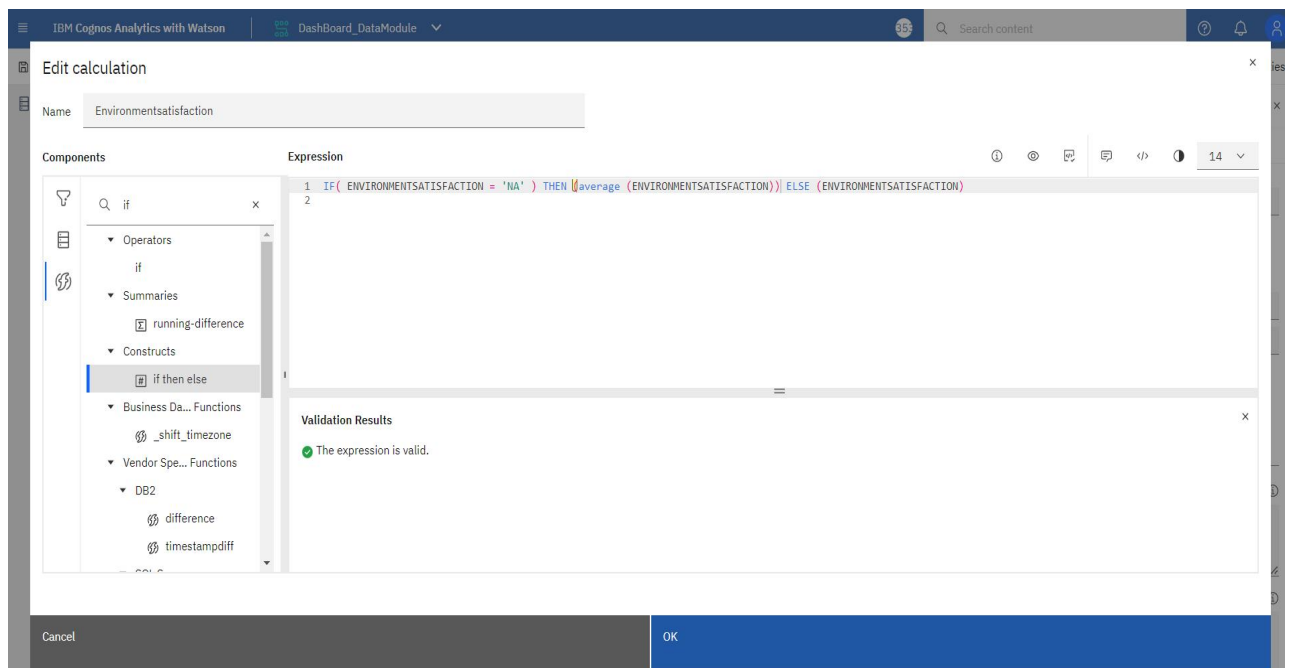 IBM Cognos Analytics with Watson DashBoard_DataModule Search content
Edit calculation
ies
Name Environmentsatisfaction
Components Expression
14
1 IF( ENVIRONMENTSATISFACTION = 'NA' ) THEN (average (ENVIRONMENTSATISFACTION)) ELSE (ENVIRONMENTSATISFACTION)
2
if
Operators
if
Summaries
running-difference
Constructs
if then else
Business Da... Functions
_shift_timezone
Vendor Spe... Functions
DB2
difference
timestampdiff
Validation Results
The expression is valid.
Cancel OK